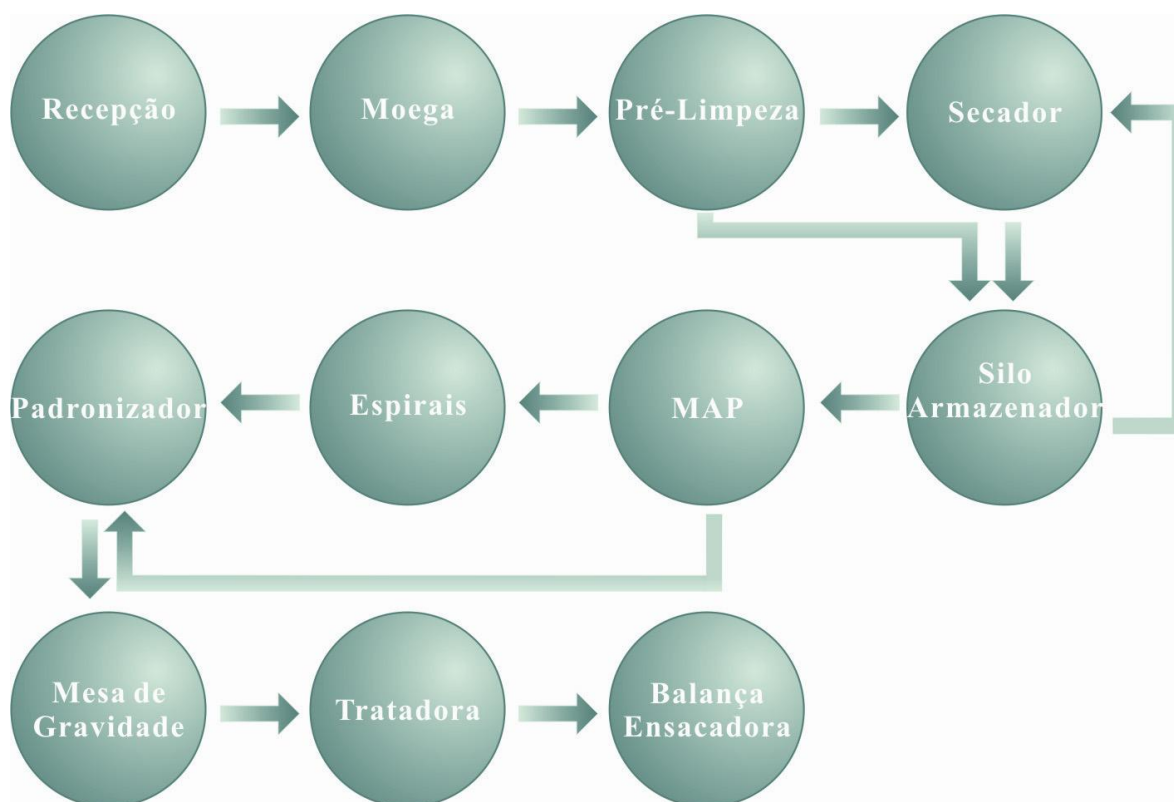 Recepção
Moega
Pré-Limpeza
Secador
Padronizador
Espirais
MAP
Silo
Armazenador
Mesa de
Gravidade
Tratadora
Balança
Ensacadora